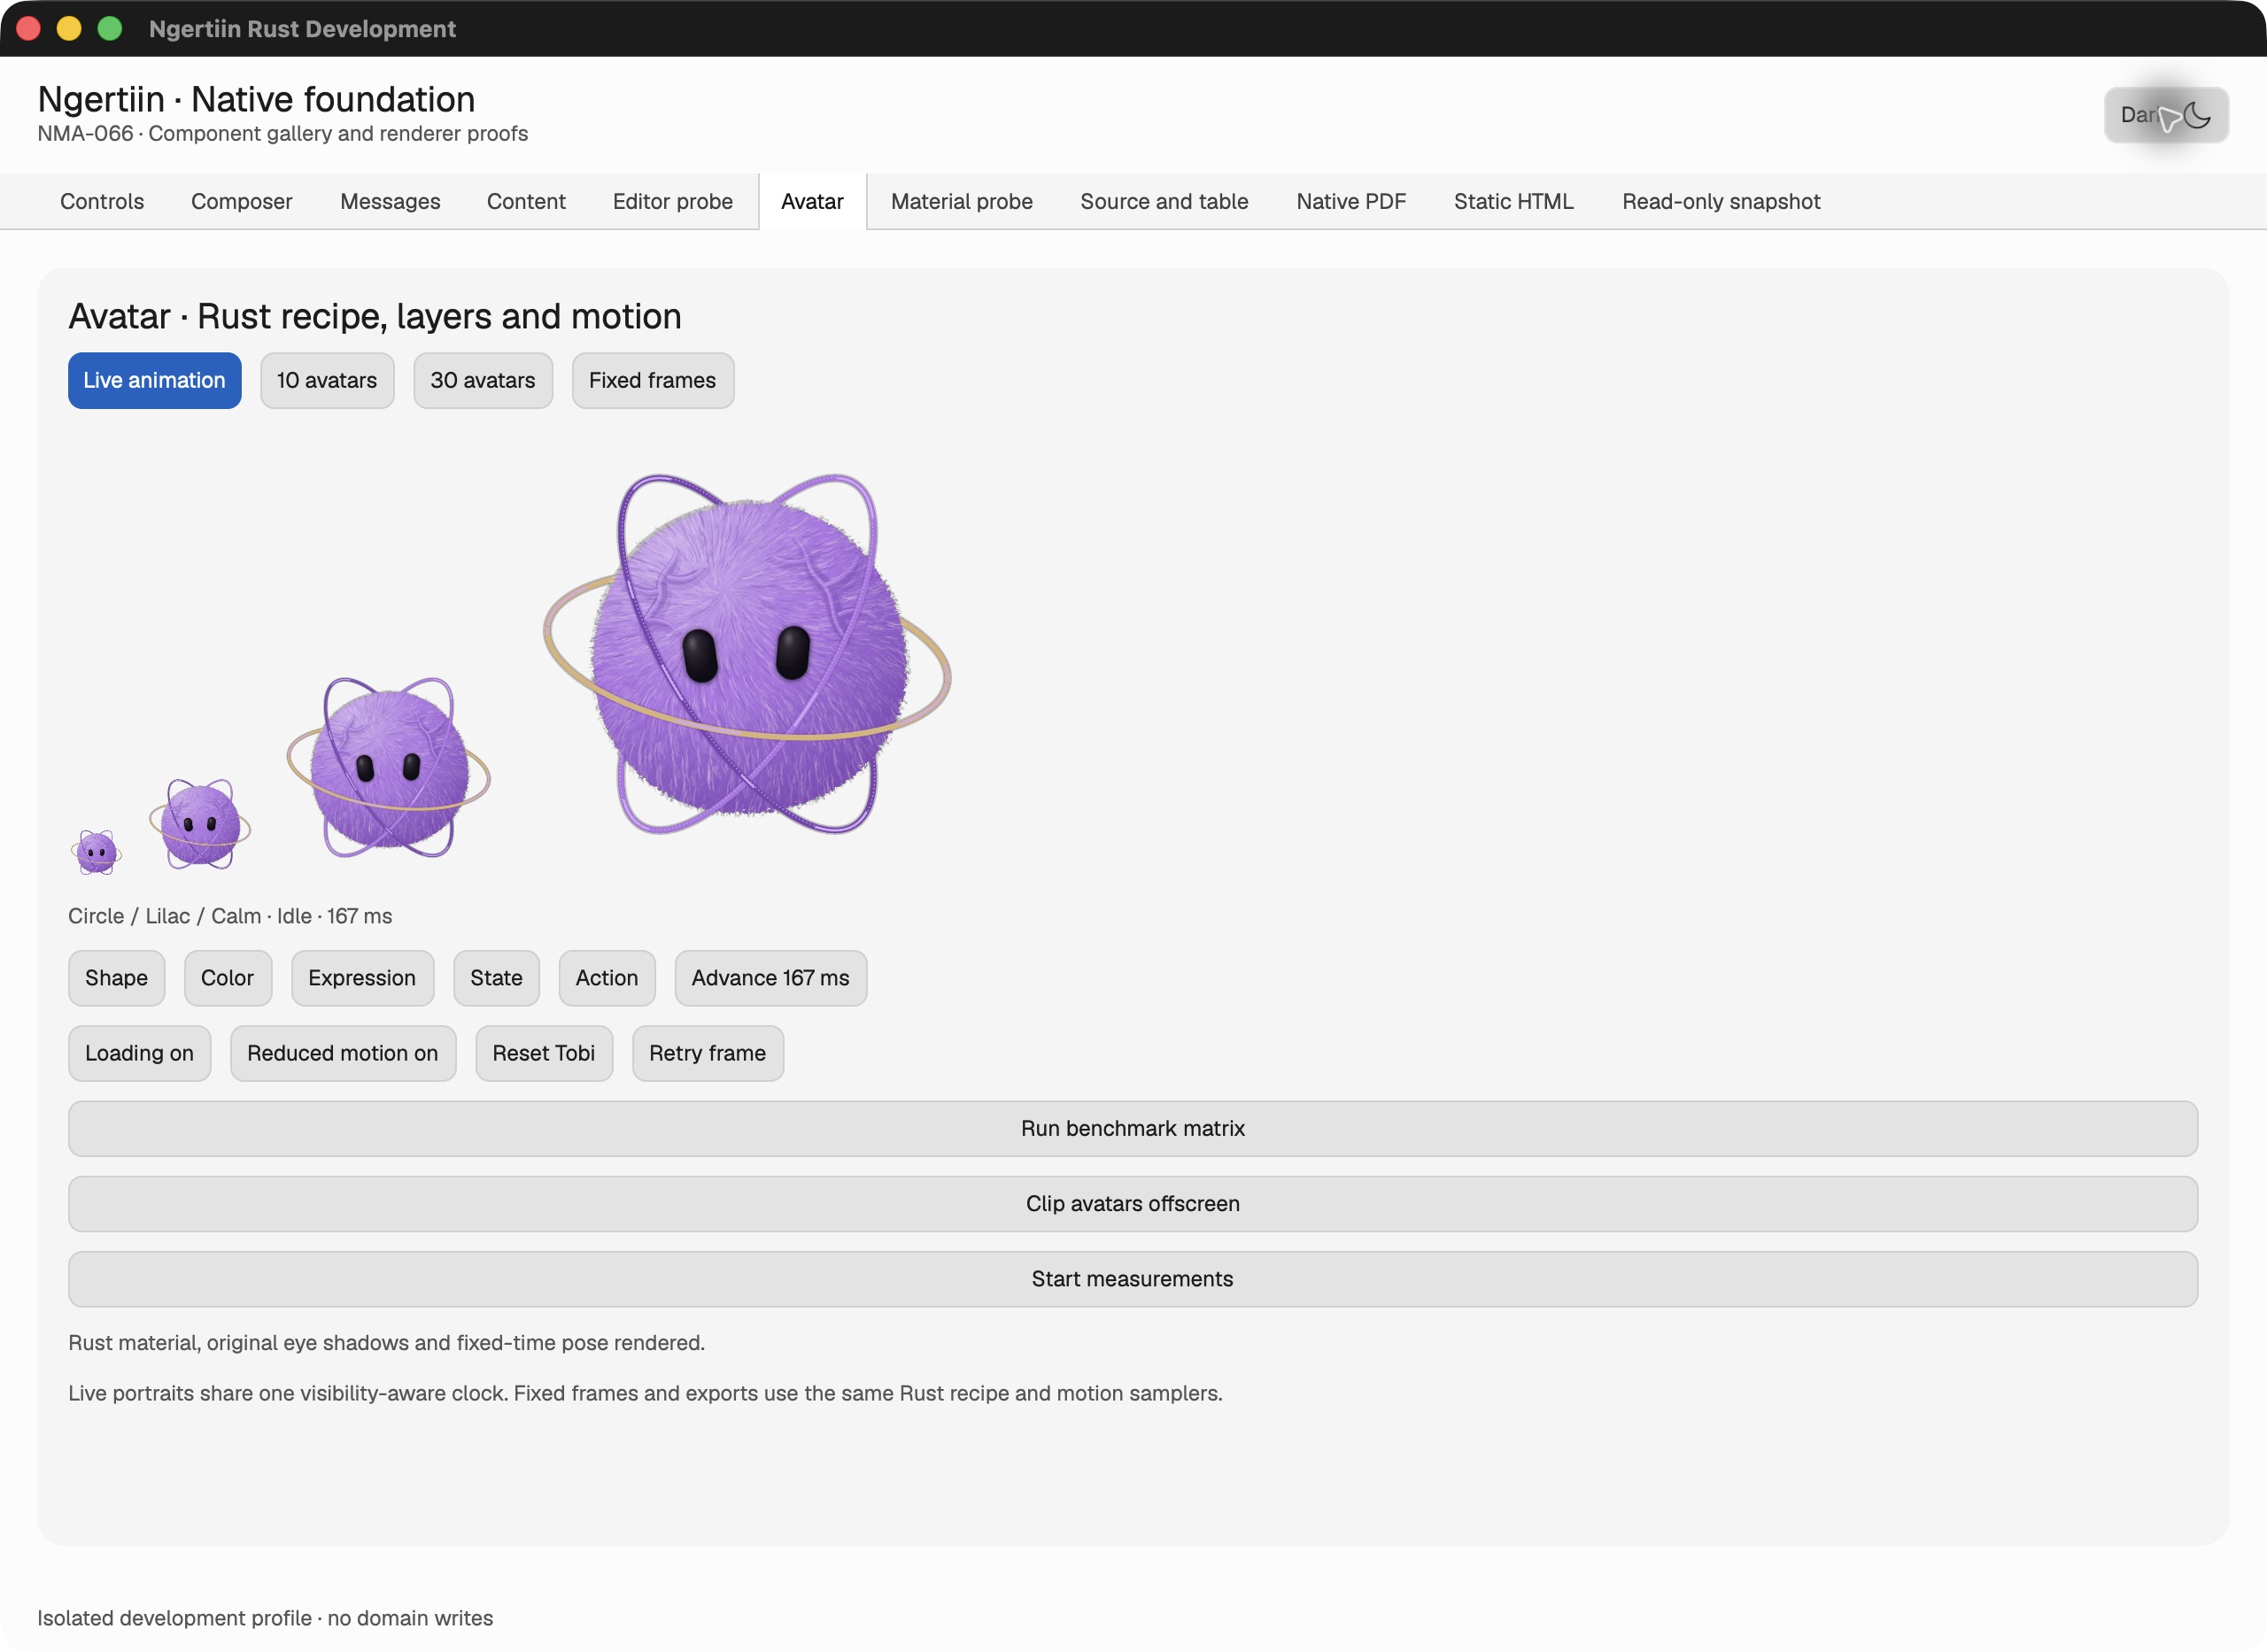 Ngertiin Rust Development
Ngertiin · Native foundation
NMA-066 · Component gallery and renderer proofs
Controls Composer Messages Content Editor probe Avatar Material probe Source and table Native PDF Static HTML Read-only snapshot
Avatar · Rust recipe, layers and motion
Live animation 10 avatars 30 avatars Fixed frames
Circle / Lilac / Calm · Idle · 167 ms
Shape Color Expression State Action Advance 167 ms
Loading on Reduced motion on Reset Tobi Retry frame
Run benchmark matrix
Clip avatars offscreen
Start measurements
Rust material, original eye shadows and fixed-time pose rendered.
Live portraits share one visibility-aware clock. Fixed frames and exports use the same Rust recipe and motion samplers.
Isolated development profile · no domain writes